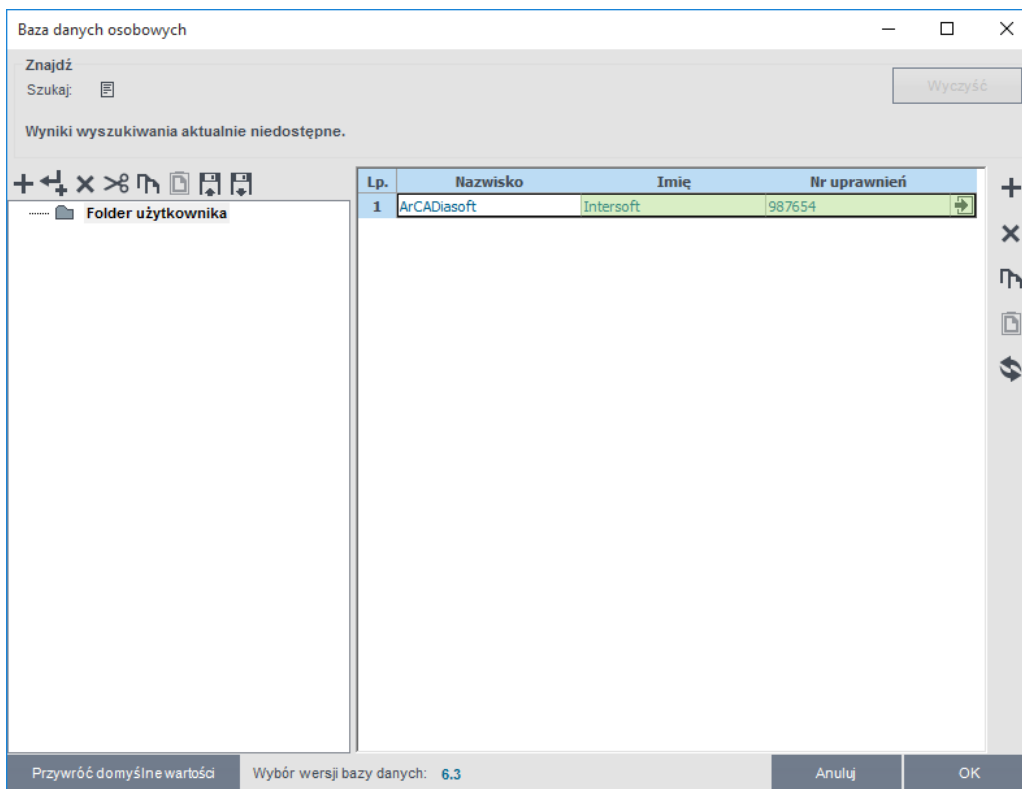 Baza danych osobowych
Znajdź
Szukaj:
Wyczyść
Wyniki wyszukiwania aktualnie niedostępne.
Lp. Nazwisko Imię Nr uprawnień
Folder użytkownika
1 ArCADiasoft Intersoft 987654
Przywróć domyślne wartości Wybór wersji bazy danych: 6.3 Anuluj OK